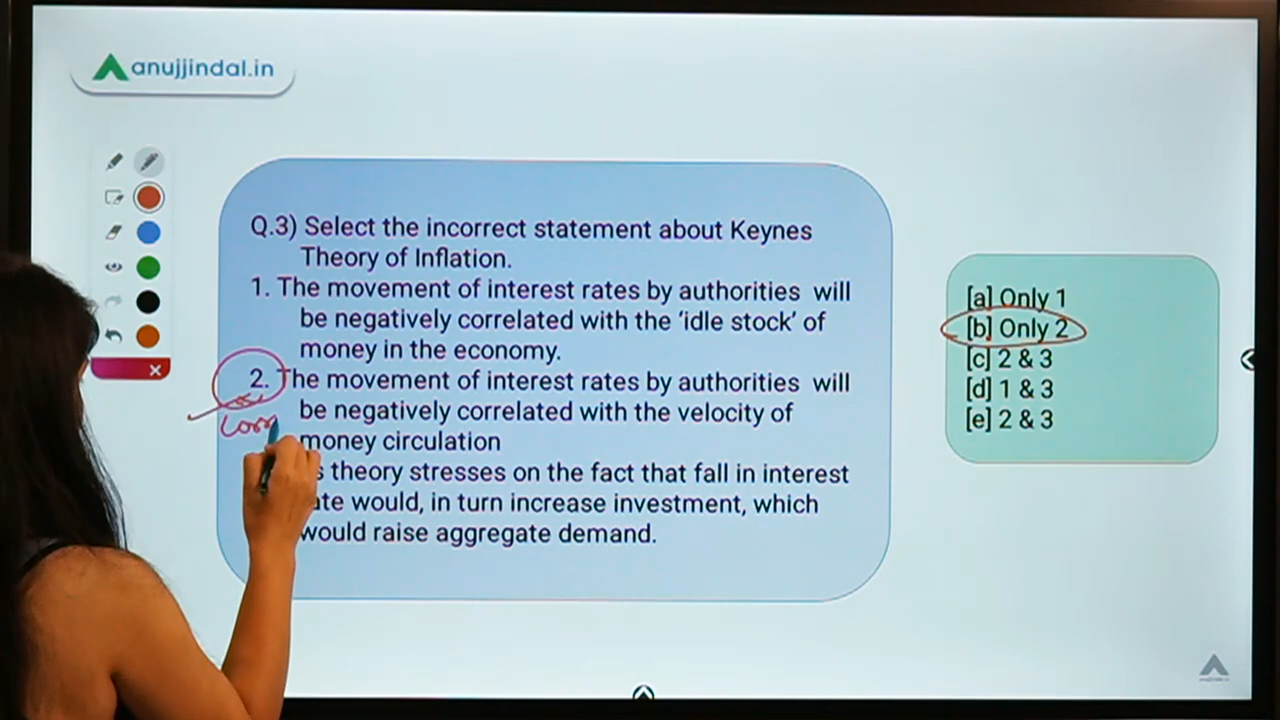 anujjindal.in
Q.3) Select the incorrect statement about Keynes
Theory of Inflation.
1. The movement of interest rates by authorities will
be negatively correlated with the 'idle stock' of
money in the economy.
2. The movement of interest rates by authorities will
be negatively correlated with the velocity of
money circulation
theory stresses on the fact that fall in interest
would, in turn increase investment, which
would raise aggregate demand.
[a] Only 1
[b] Only 2
[c] 2 & 3
[d] 1 & 3
[e] 2 & 3